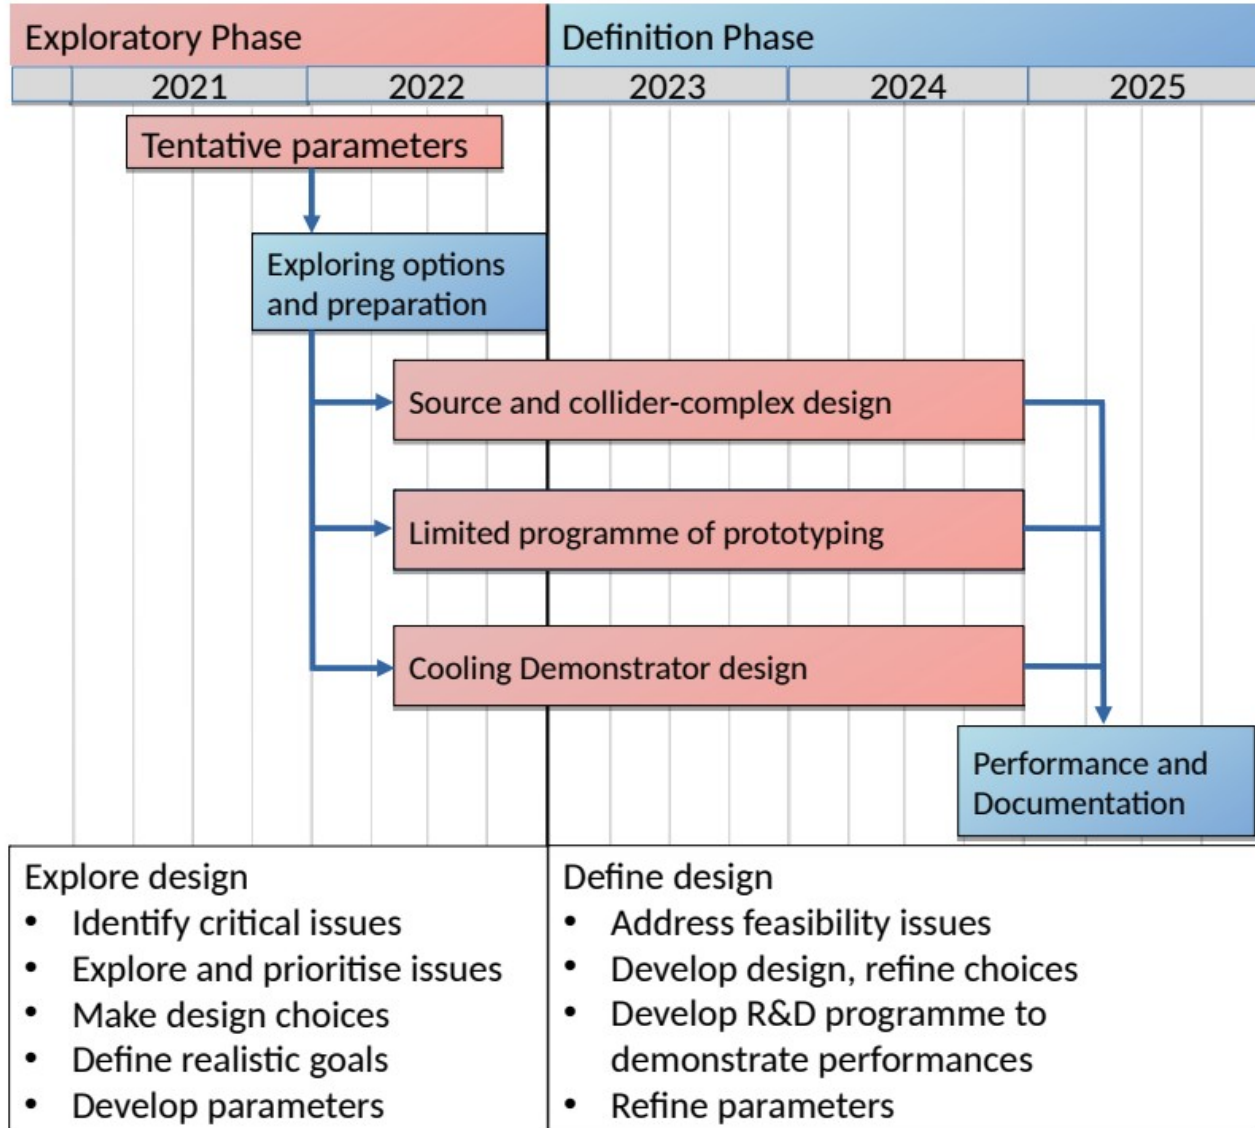 Exploratory Phase
Definition Phase
2021
2022
2023
2024
2025
Tentative parameters
Exploring options
and preparation
Source and collider-complex design
Limited programme of prototyping
Cooling Demonstrator design
Performance and
Documentation
Explore design
• Identify critical issues
• Explore and prioritise issues
• Make design choices
• Define realistic goals
• Develop parameters
Define design
• Address feasibility issues
• Develop design, refine choices
• Develop R&D programme to
demonstrate performances
• Refine parameters